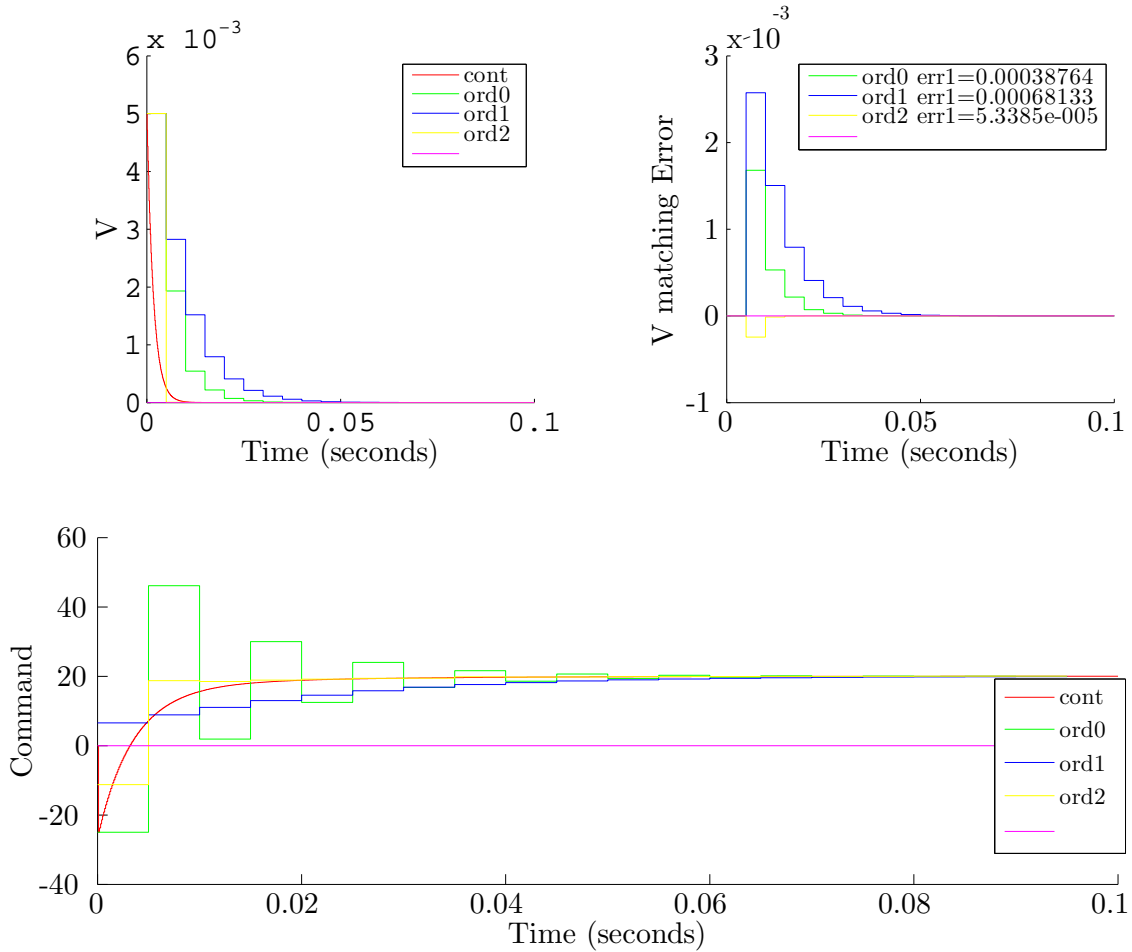 x 10^-3
6
5
4
3
2
1
0
V
0 0.05 0.1
Time (seconds)
cont
ord0
ord1
ord2
x 10^-3
3
2
1
0
-1
V matching Error
0 0.05 0.1
Time (seconds)
ord0 err1=0.00038764
ord1 err1=0.00068133
ord2 err1=5.3385e-005
60
40
20
0
-20
-40
Command
0 0.02 0.04 0.06 0.08 0.1
Time (seconds)
cont
ord0
ord1
ord2